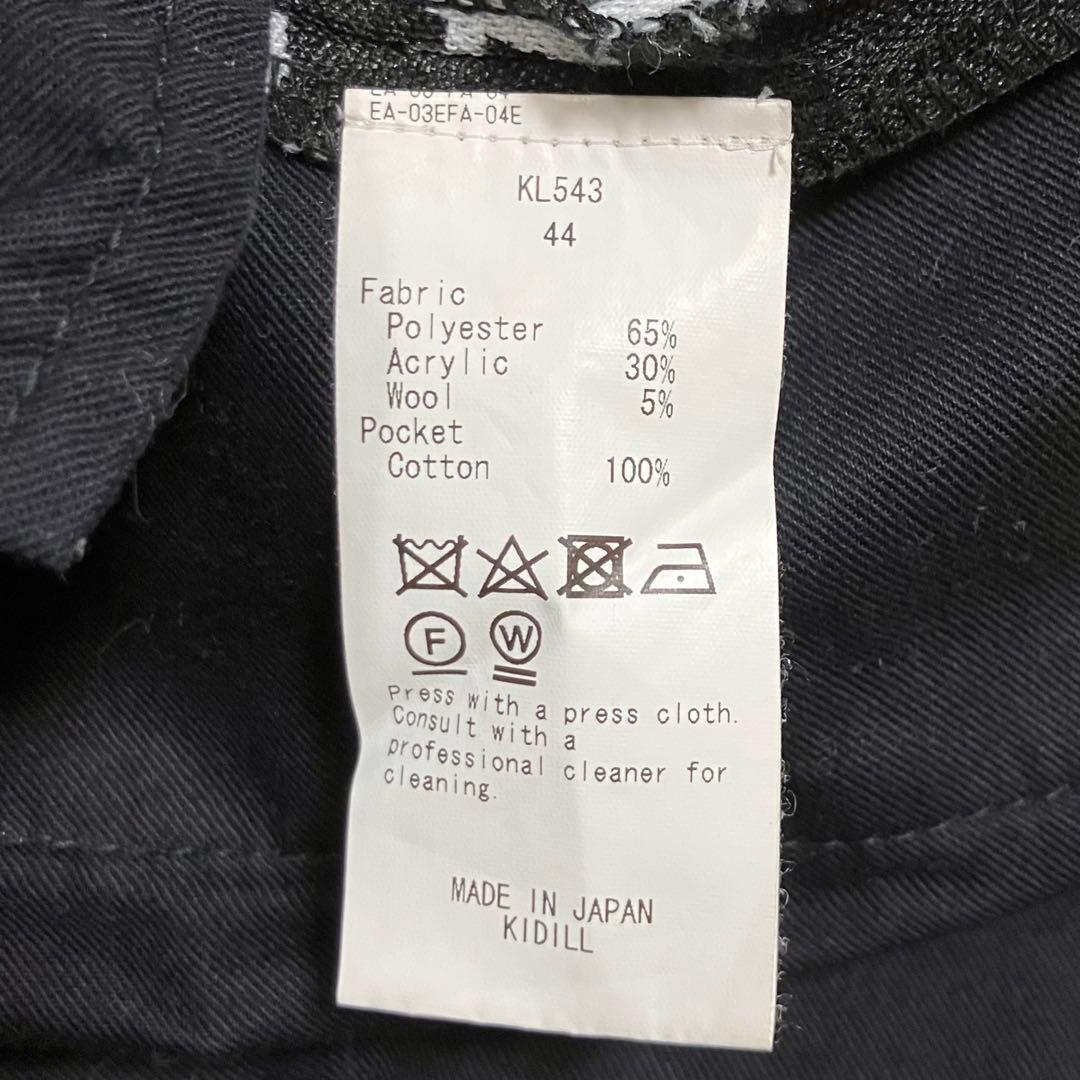 EA-03EFA-04E
KL543
44
Fabric
Polyester 65%
Acrylic 30%
Wool 5%
Pocket
Cotton 100%
F W
Press with a press cloth.
Consult with a
professional cleaner for
cleaning.
MADE IN JAPAN
KIDILL